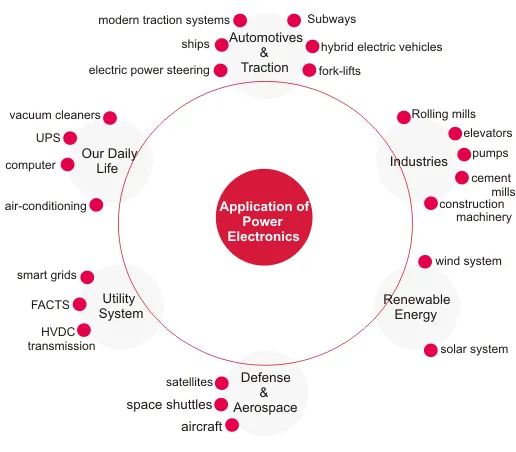 modern traction systems
Subways
ships
Automotives
&
Traction
hybrid electric vehicles
electric power steering
fork-lifts
vacuum cleaners
UPS
computer
air-conditioning
Our Daily
Life
Rolling mills
elevators
pumps
cement
mills
construction
machinery
Industries
Application of
Power
Electronics
smart grids
FACTS
HVDC
transmission
Utility
System
wind system
Renewable
Energy
solar system
satellites
space shuttles
aircraft
Defense
&
Aerospace